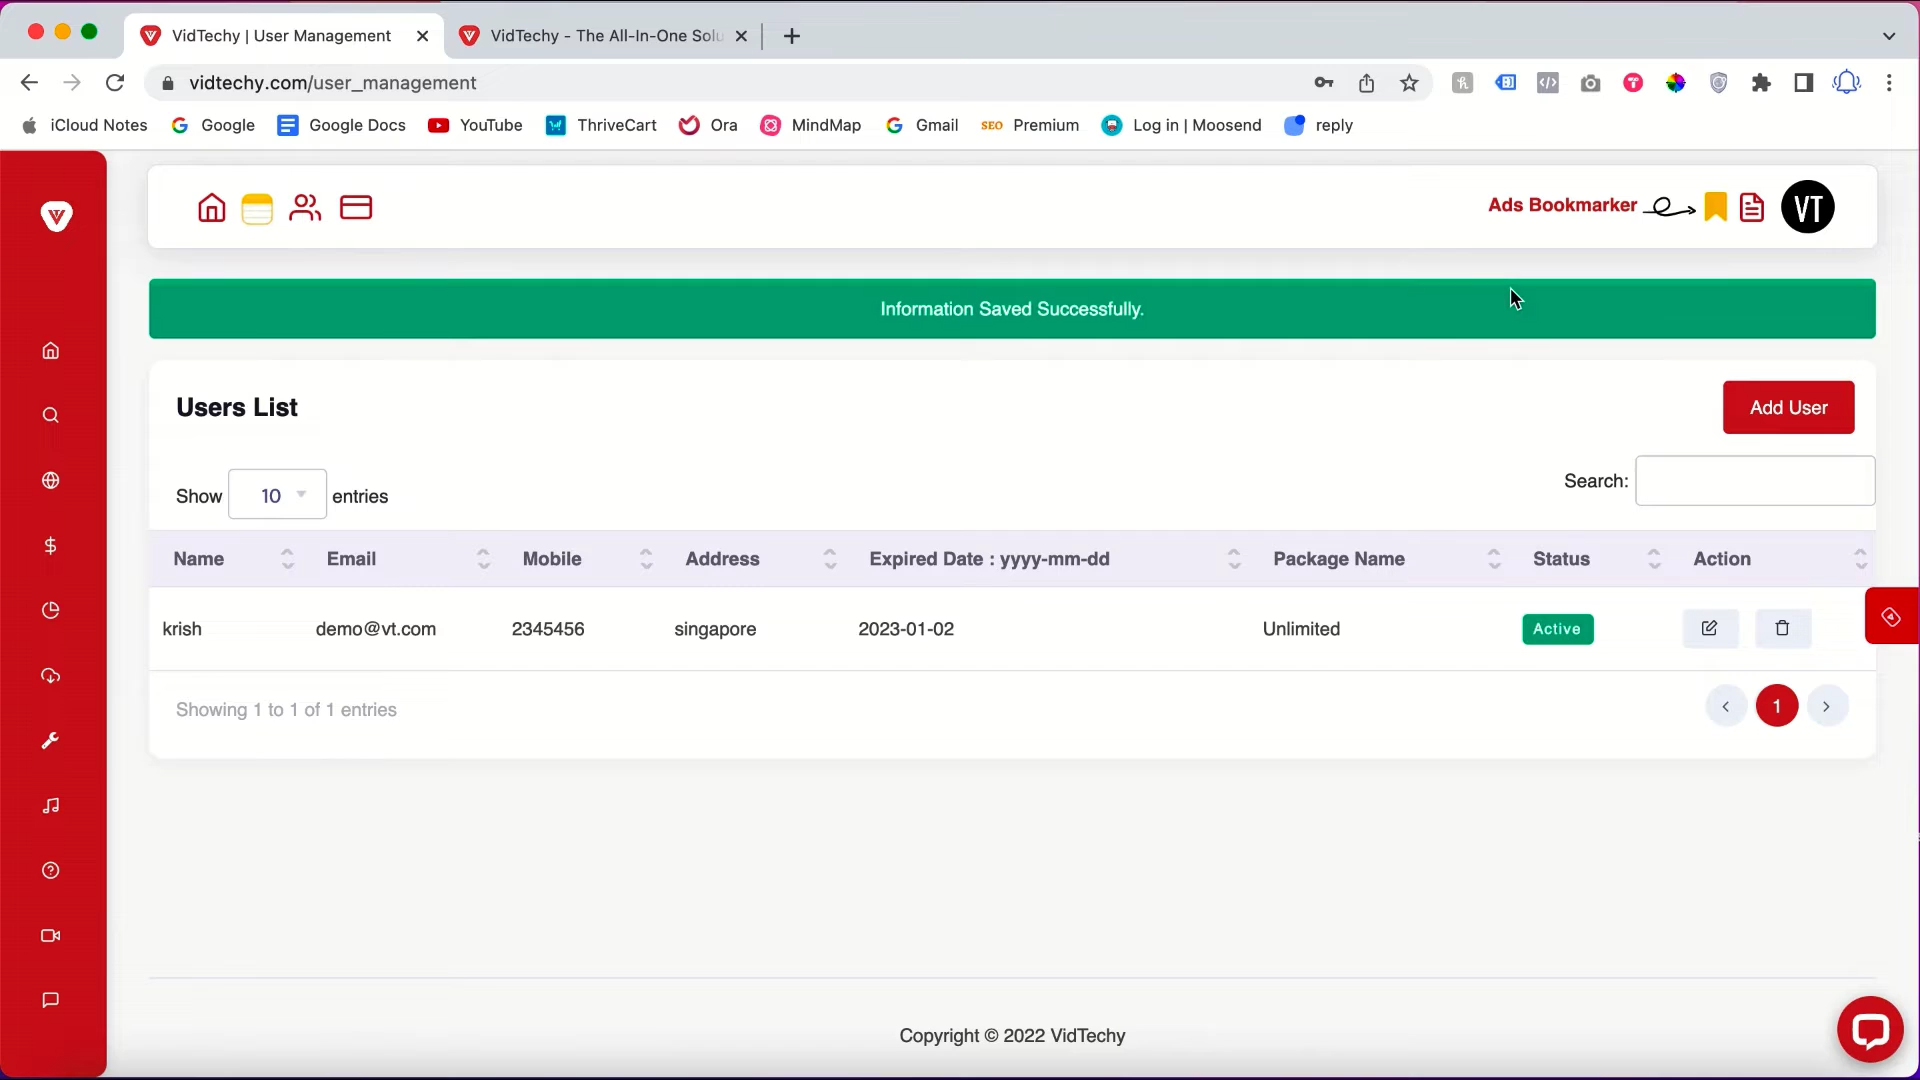 VidTechy | User Management
VidTechy - The All-In-One Solu
vidtechy.com/user_management
iCloud Notes
Google
Google Docs
YouTube
ThriveCart
Ora
MindMap
Gmail
SEO Premium
Log in | Moosend
reply
Ads Bookmarker
VT
Information Saved Successfully.
Users List
Add User
Show 10 entries
Search:
Name Email Mobile Address Expired Date : yyyy-mm-dd Package Name Status Action
krish demo@vt.com 2345456 singapore 2023-01-02 Unlimited Active
Showing 1 to 1 of 1 entries
1
Copyright © 2022 VidTechy